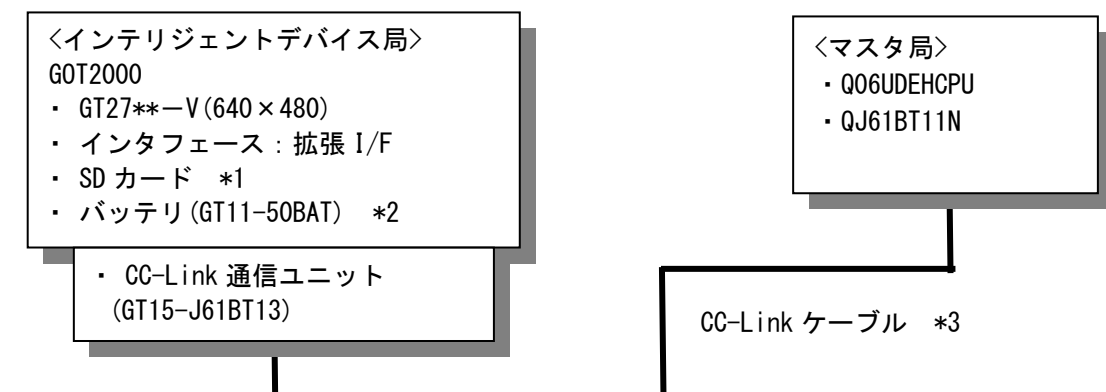 <インテリジェントデバイス局>
GOT2000
・ GT27**－V(640×480)
・ インタフェース：拡張 I/F
・ SD カード *1
・ バッテリ(GT11-50BAT) *2
・ CC-Link 通信ユニット
(GT15-J61BT13)
<マスタ局>
・Q06UDEHCPU
・QJ61BT11N
CC-Link ケーブル *3